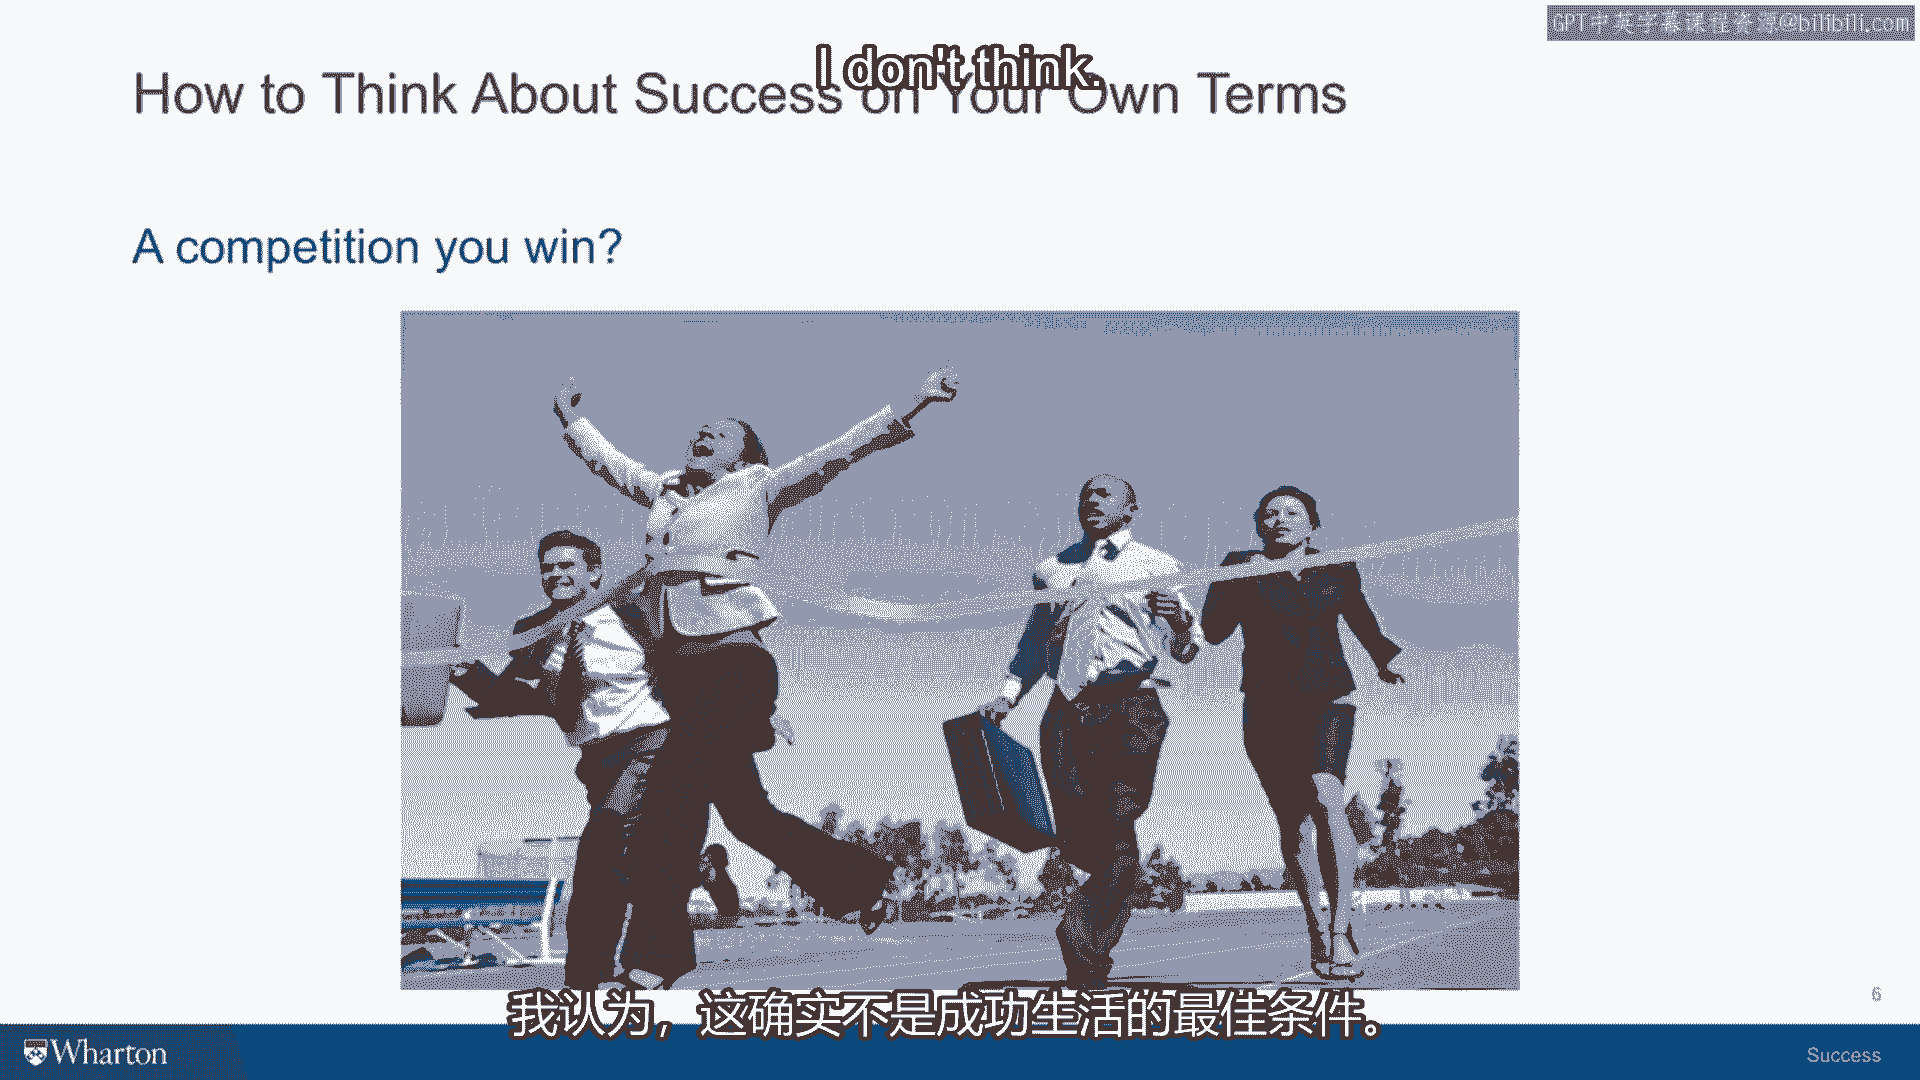 GPT中英字幕课程资源@bilibili.com
I don't think.
How to Think About Success on Your Own Terms
A competition you win?
我认为，这确实不是成功生活的最佳条件。
6
Wharton
Success